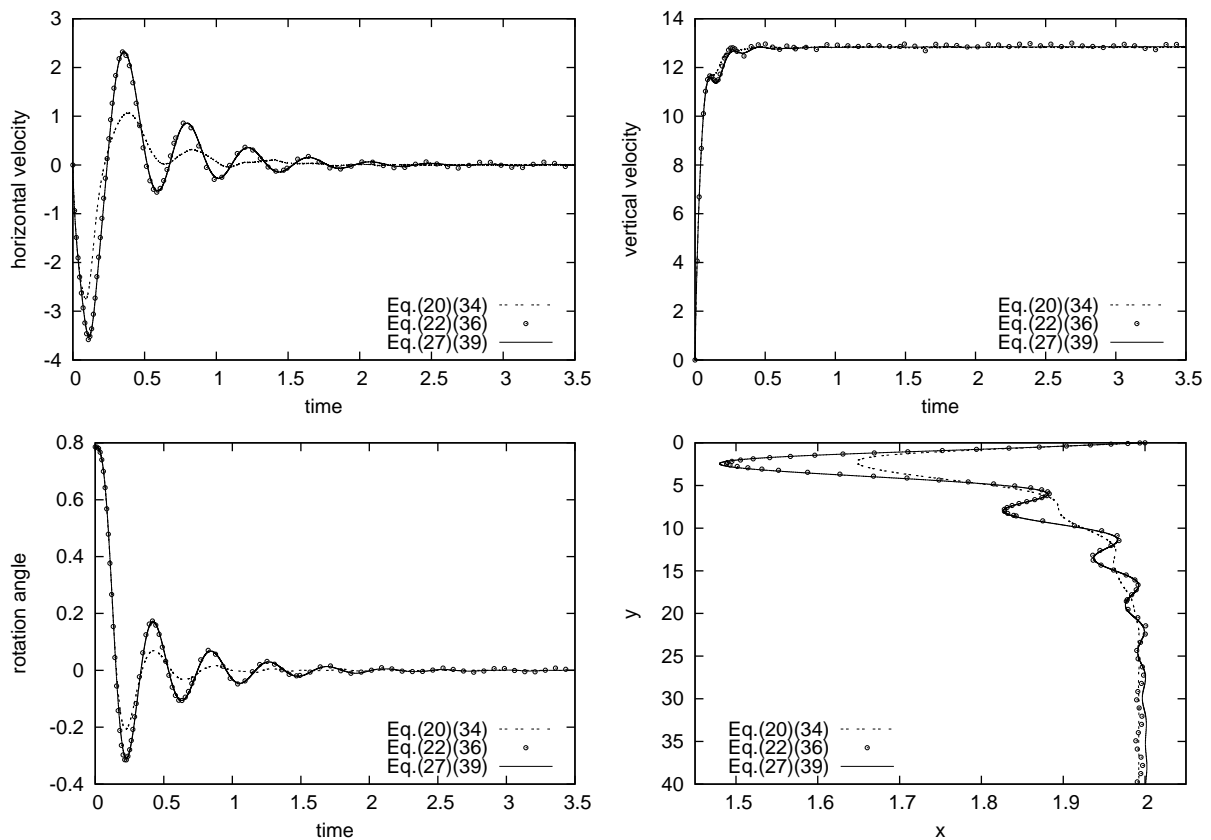 3
2
1
0
-1
-2
-3
-4
horizontal velocity
0 0.5 1 1.5 2 2.5 3 3.5
time
Eq.(20)(34)
Eq.(22)(36)
Eq.(27)(39)
14
12
10
8
6
4
2
0
vertical velocity
0 0.5 1 1.5 2 2.5 3 3.5
time
Eq.(20)(34)
Eq.(22)(36)
Eq.(27)(39)
0.8
0.6
0.4
0.2
0
-0.2
-0.4
rotation angle
0 0.5 1 1.5 2 2.5 3 3.5
time
Eq.(20)(34)
Eq.(22)(36)
Eq.(27)(39)
0
5
10
15
20
25
30
35
40
y
1.5 1.6 1.7 1.8 1.9 2
x
Eq.(20)(34)
Eq.(22)(36)
Eq.(27)(39)